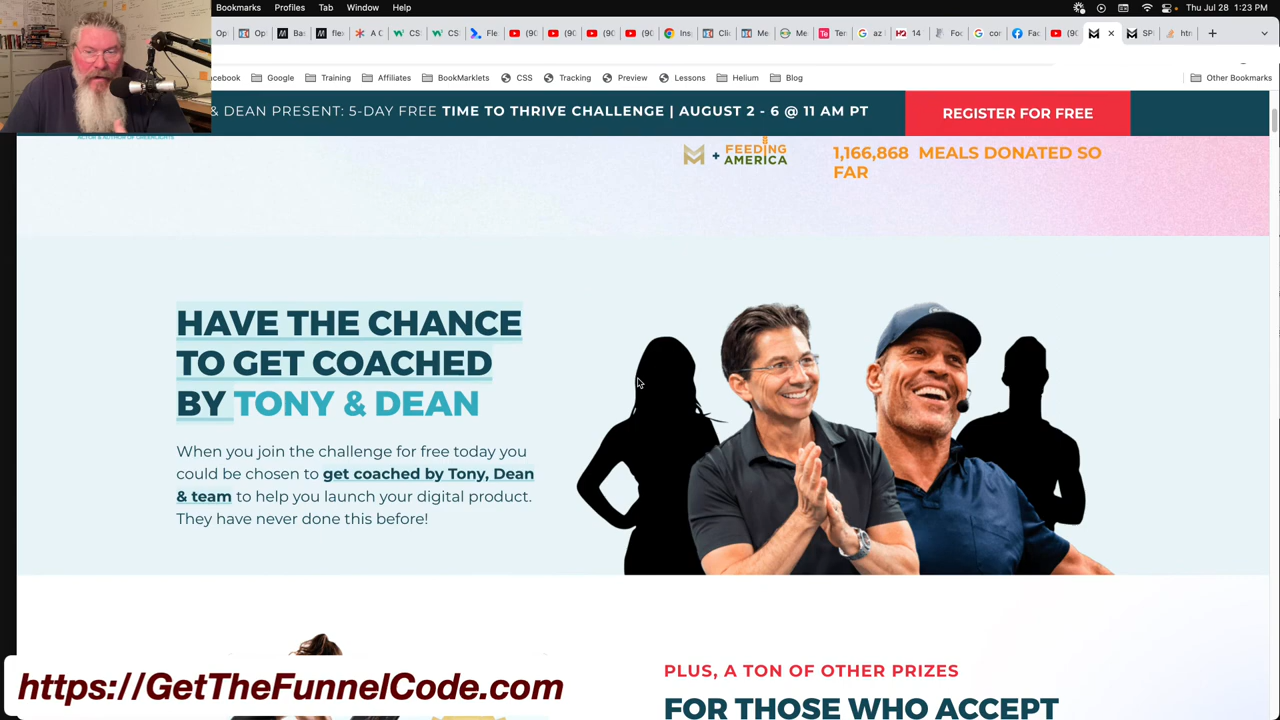 Bookmarks Profiles Tab Window Help
Thu Jul 28 1:23 PM
acebook Google Training Affiliates BookMarklets CSS Tracking Preview Lessons Helium Blog Other Bookmarks
& DEAN PRESENT: 5-DAY FREE TIME TO THRIVE CHALLENGE | AUGUST 2 - 6 @ 11 AM PT
REGISTER FOR FREE
ACTOR & AUTHOR OF GREENLIGHTS
+ FEEDING
AMERICA
1,166,868 MEALS DONATED SO
FAR
HAVE THE CHANCE
TO GET COACHED
BY TONY & DEAN
When you join the challenge for free today you
could be chosen to get coached by Tony, Dean
& team to help you launch your digital product.
They have never done this before!
PLUS, A TON OF OTHER PRIZES
FOR THOSE WHO ACCEPT
https://GetTheFunnelCode.com